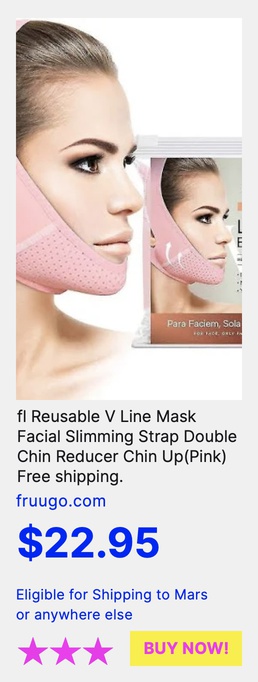 Para Faciem, Sola
fl Reusable V Line Mask
Facial Slimming Strap Double
Chin Reducer Chin Up(Pink)
Free shipping.
fruugo.com
$22.95
Eligible for Shipping to Mars
or anywhere else
BUY NOW!